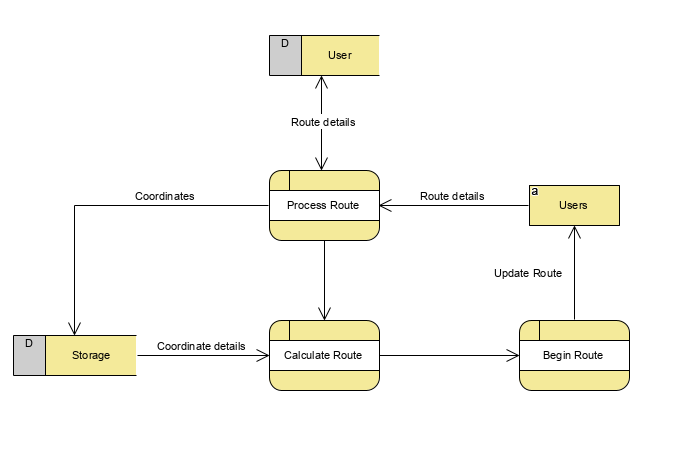 D
User
Route details
Process Route
Coordinates
Route details
a
Users
Update Route
D
Storage
Coordinate details
Calculate Route
Begin Route